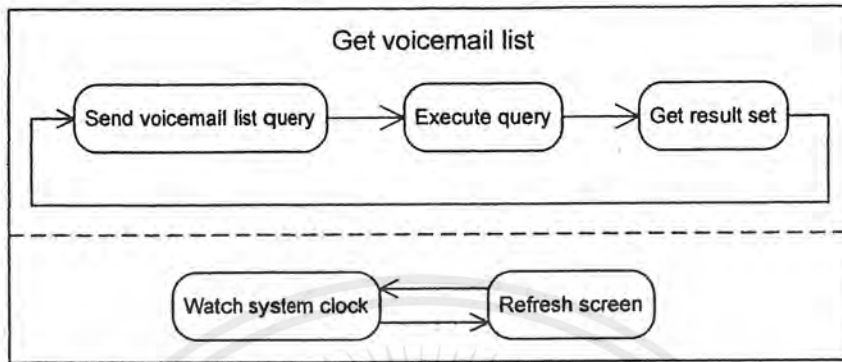 Get voicemail list
Send voicemail list query
Execute query
Get result set
Watch system clock
Refresh screen